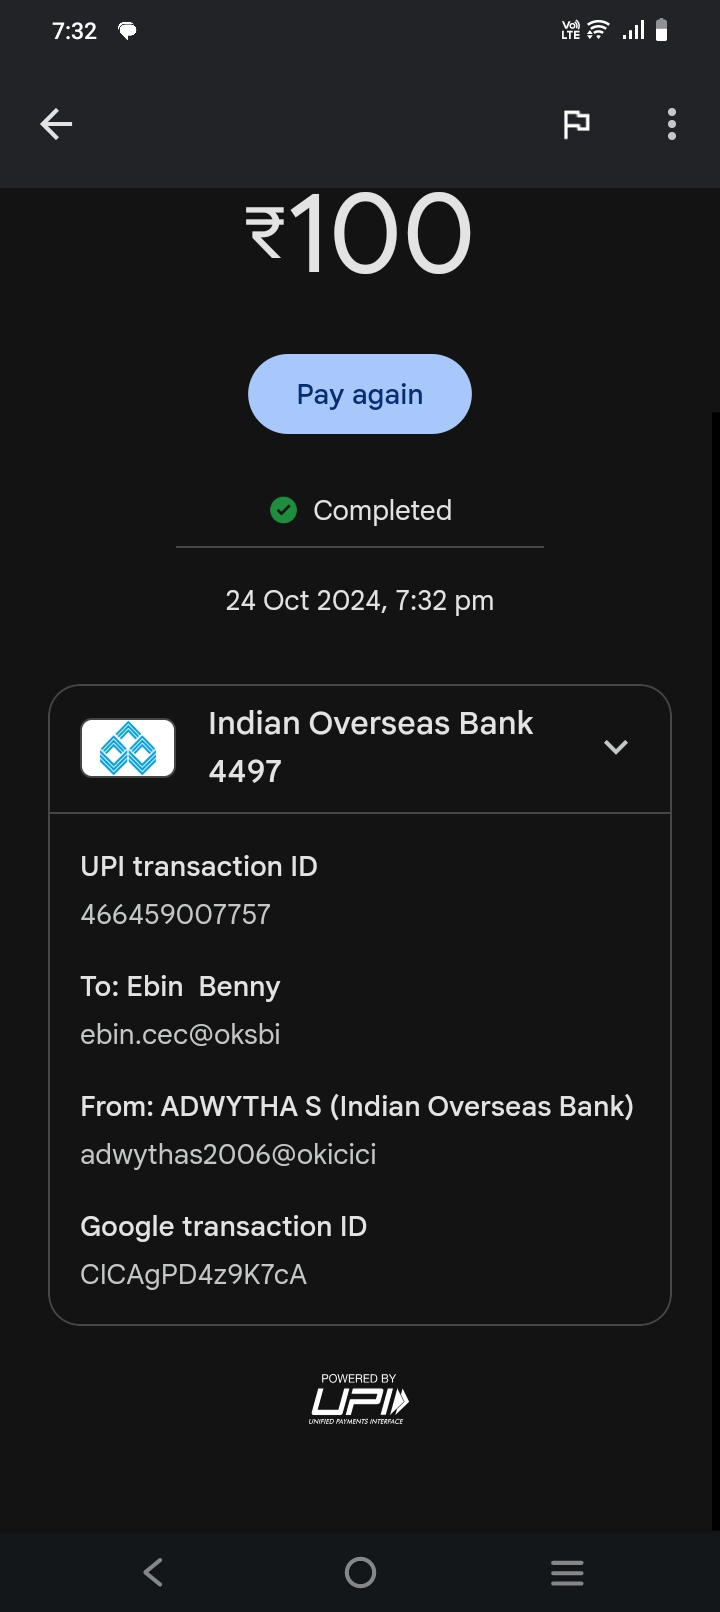 7:32
Vo) LTE
₹100
Pay again
Completed
24 Oct 2024, 7:32 pm
Indian Overseas Bank
4497
UPI transaction ID
466459007757
To: Ebin  Benny
ebin.cec@oksbi
From: ADWYTHA S (Indian Overseas Bank)
adwythas2006@okicici
Google transaction ID
CICAgPD4z9K7cA
POWERED BY
UPI
UNIFIED PAYMENTS INTERFACE